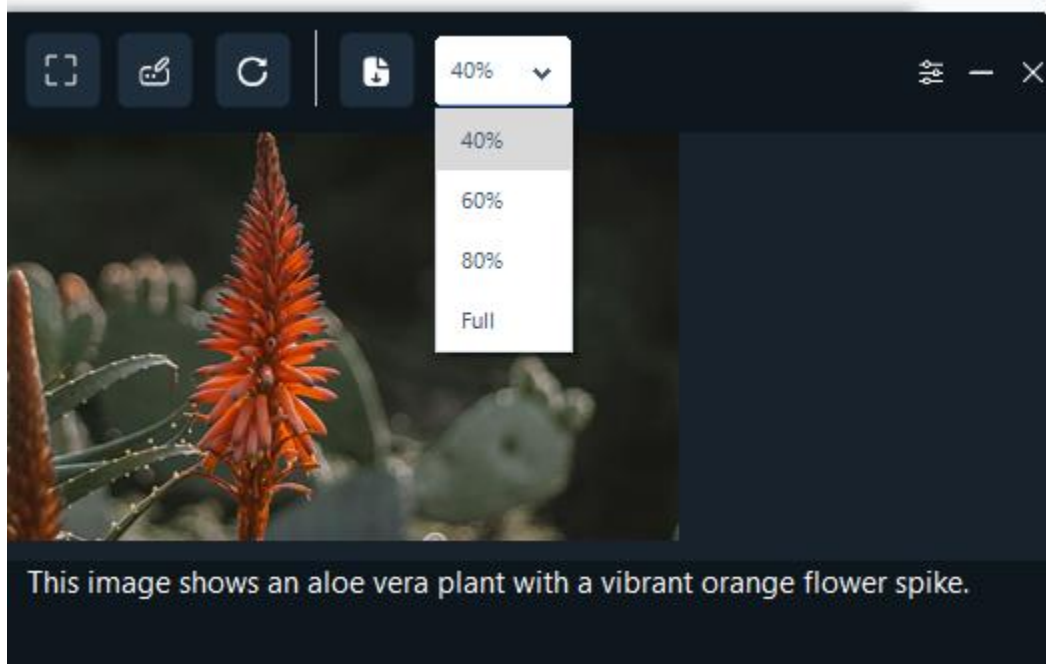 40%
40%
60%
80%
Full
This image shows an aloe vera plant with a vibrant orange flower spike.